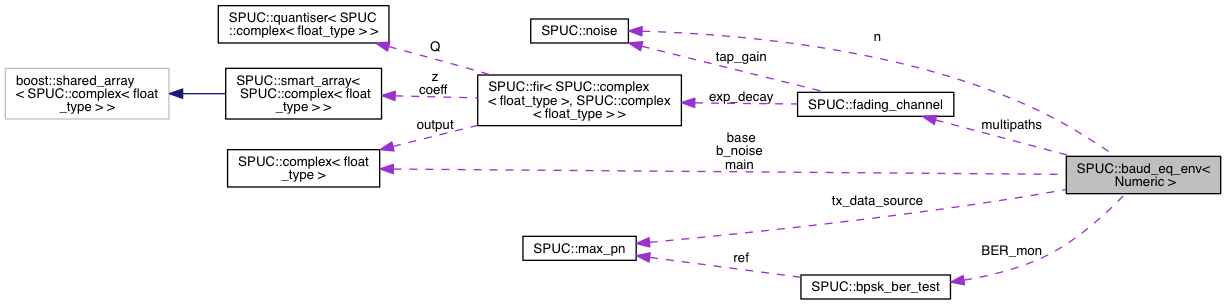 SPUC::quantiser< SPUC
::complex< float_type > >
Q
boost::shared_array
< SPUC::complex< float
_type > >
SPUC::smart_array<
SPUC::complex< float
_type > >
z
coeff
SPUC::fir< SPUC::complex
< float_type >, SPUC::complex
< float_type > >
output
SPUC::complex< float
_type >
SPUC::noise
n
tap_gain
exp_decay
SPUC::fading_channel
multipaths
base
b_noise
main
SPUC::baud_eq_env<
Numeric >
tx_data_source
SPUC::max_pn
ref
BER_mon
SPUC::bpsk_ber_test